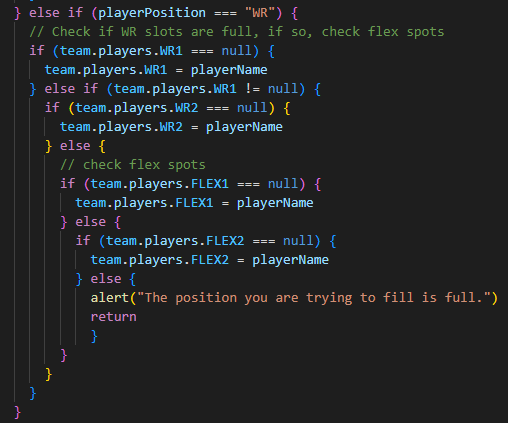 } else if (playerPosition === "WR") {
  // Check if WR slots are full, if so, check flex spots
  if (team.players.WR1 === null) {
    team.players.WR1 = playerName
  } else if (team.players.WR1 != null) {
    if (team.players.WR2 === null) {
      team.players.WR2 = playerName
    } else {
      // check flex spots
      if (team.players.FLEX1 === null) {
        team.players.FLEX1 = playerName
      } else {
        if (team.players.FLEX2 === null) {
          team.players.FLEX2 = playerName
        } else {
          alert("The position you are trying to fill is full.")
          return
          }
      }
    }
  }
}